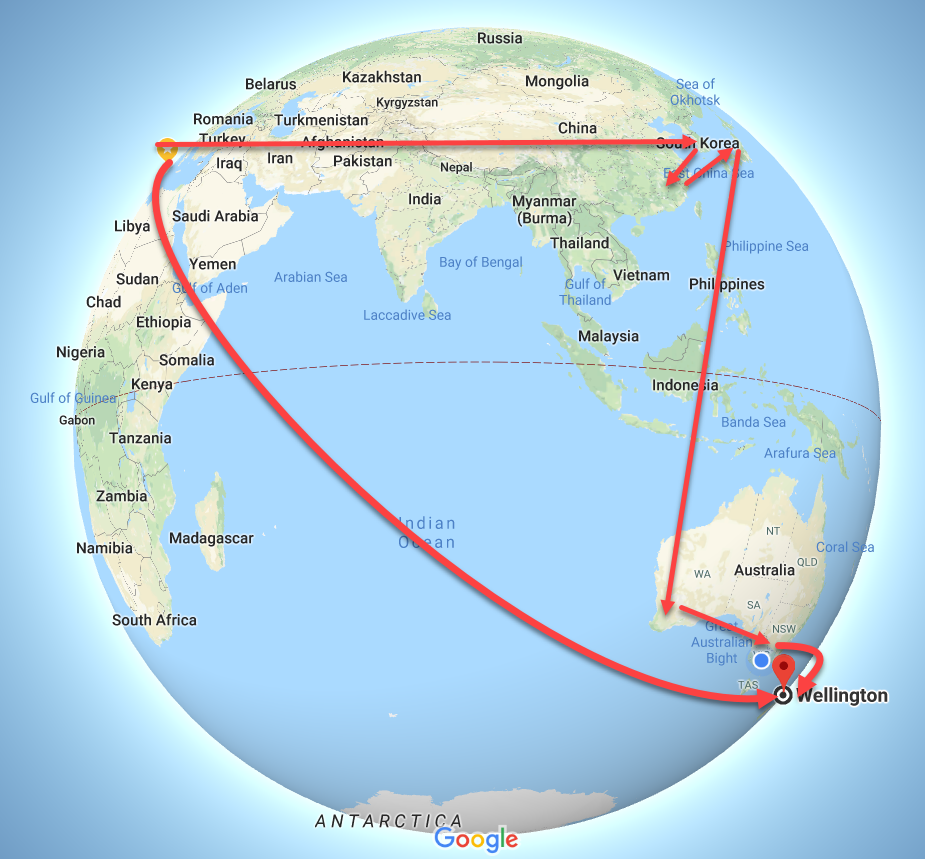 Russia
Belarus
Kazakhstan
Mongolia
Sea of
Okhotsk
Kyrgyzstan
Romania
Turkmenistan
China
Turkey
Afghanistan
South Korea
Iraq
Iran
Pakistan
Nepal
East China Sea
India
Myanmar
(Burma)
Saudi Arabia
Libya
Thailand
Philippine Sea
Yemen
Bay of Bengal
Sudan
Arabian Sea
Vietnam
Gulf of Aden
Gulf of
Thailand
Philippines
Chad
Laccadive Sea
Ethiopia
Malaysia
Nigeria
Somalia
Kenya
Indonesia
Gulf of Guinea
Gabon
Banda Sea
Tanzania
Arafura Sea
Zambia
Indian
Ocean
NT
Madagascar
Namibia
Coral Sea
QLD
WA
Australia
SA
South Africa
Great
Australian
Bight
NSW
TAS
Wellington
ANTARCTICA
Google